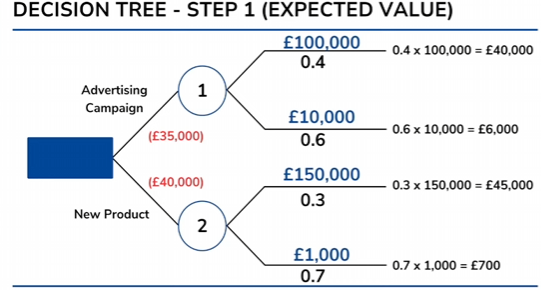 DECISION TREE - STEP 1 (EXPECTED VALUE)
£100,000
0.4
0.4 x 100,000 = £40,000
Advertising
Campaign
1
(£35,000)
£10,000
0.6
0.6 x 10,000 = £6,000
(£40,000)
£150,000
0.3
0.3 x 150,000 = £45,000
New Product
2
£1,000
0.7
0.7 x 1,000 = £700